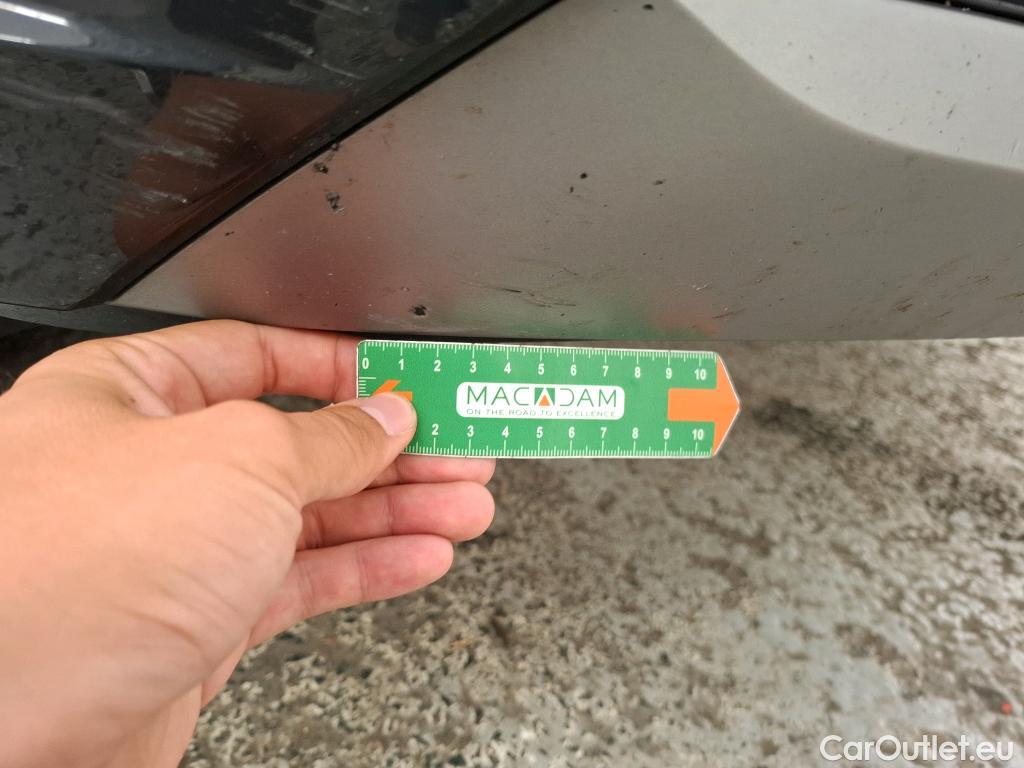 0 1 2 3 4 5 6 7 8 9 10
MACADAM
ON THE ROAD TO EXCELLENCE
2 3 4 5 6 7 8 9 10
CarOutlet.eu